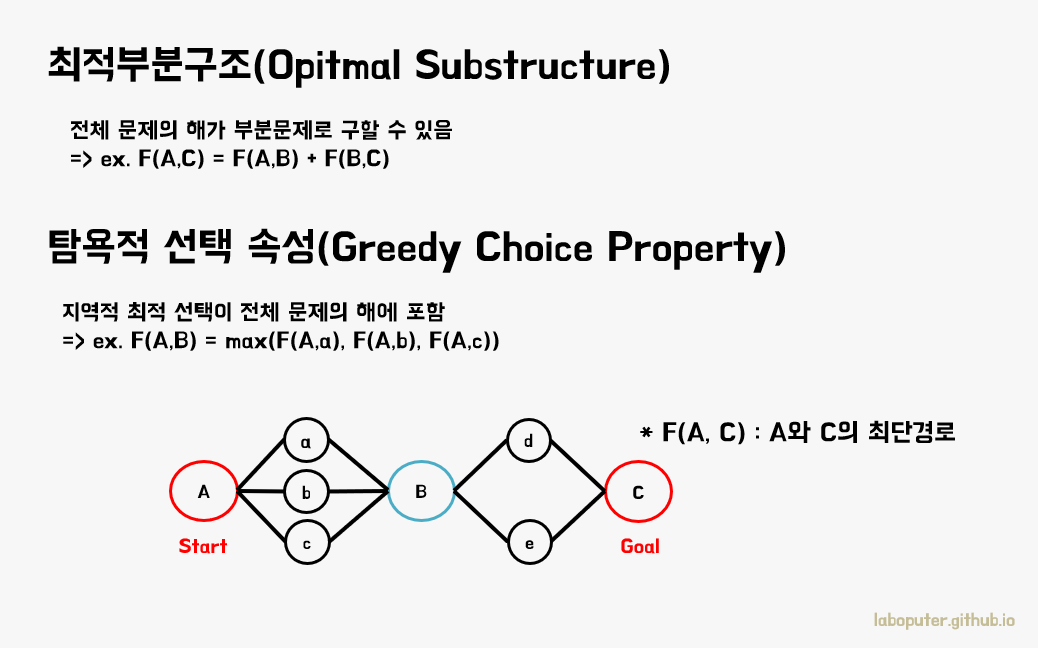 최적부분구조(Opitmal Substructure)
전체 문제의 해가 부분문제로 구할 수 있음
=> ex. F(A,C) = F(A,B) + F(B,C)
탐욕적 선택 속성(Greedy Choice Property)
지역적 최적 선택이 전체 문제의 해에 포함
=> ex. F(A,B) = max(F(A,a), F(A,b), F(A,c))
* F(A, C) : A와 C의 최단경로
a
d
A
b
B
C
c
e
Start
Goal
laboputer.github.io